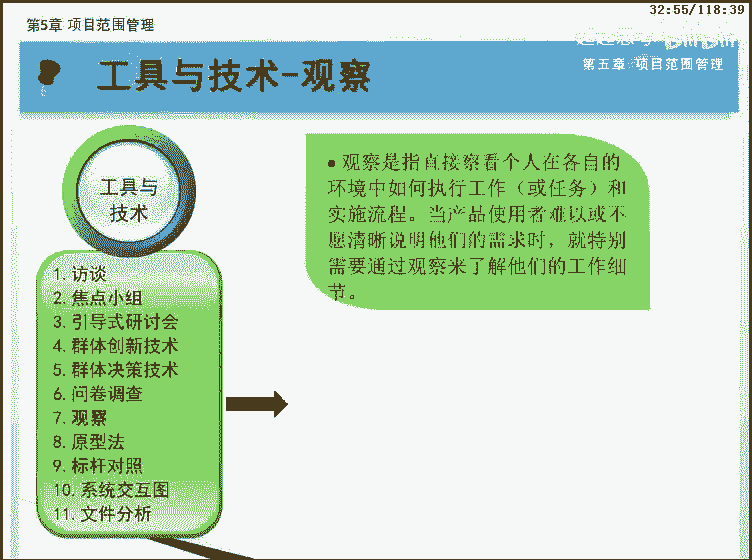 32:55/118:39
第5章 项目范围管理
工具与技术-观察
第五章 项目范围管理
工具与
技术
1. 访谈
2. 焦点小组
3. 引导式研讨会
4. 群体创新技术
5. 群体决策技术
6. 问卷调查
7. 观察
8. 原型法
9. 标杆对照
10. 系统交互图
11. 文件分析
● 观察是指直接察看个人在各自的
环境中如何执行工作（或任务）和
实施流程。当产品使用者难以或不
愿清晰说明他们的需求时，就特别
需要通过观察来了解他们的工作细
节。